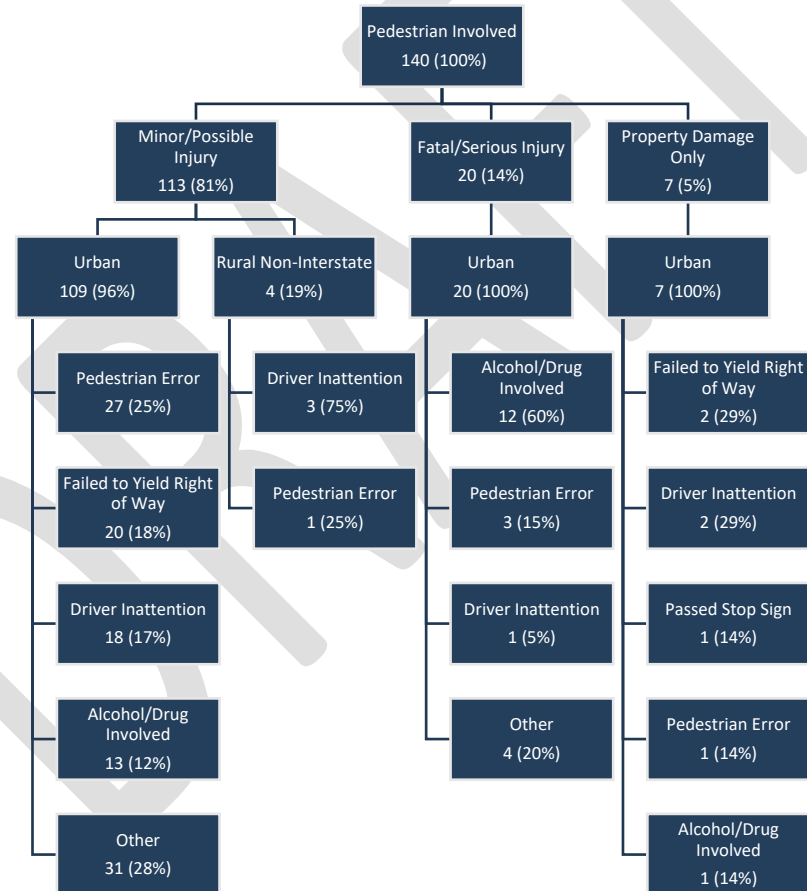 Pedestrian Involved
140 (100%)
Minor/Possible
Injury
113 (81%)
Fatal/Serious Injury
20 (14%)
Property Damage
Only
7 (5%)
Urban
109 (96%)
Rural Non-Interstate
4 (19%)
Urban
20 (100%)
Urban
7 (100%)
Pedestrian Error
27 (25%)
Failed to Yield Right
of Way
20 (18%)
Driver Inattention
18 (17%)
Alcohol/Drug
Involved
13 (12%)
Other
31 (28%)
Driver Inattention
3 (75%)
Pedestrian Error
1 (25%)
Alcohol/Drug
Involved
12 (60%)
Pedestrian Error
3 (15%)
Driver Inattention
1 (5%)
Other
4 (20%)
Failed to Yield Right
of Way
2 (29%)
Driver Inattention
2 (29%)
Passed Stop Sign
1 (14%)
Pedestrian Error
1 (14%)
Alcohol/Drug
Involved
1 (14%)